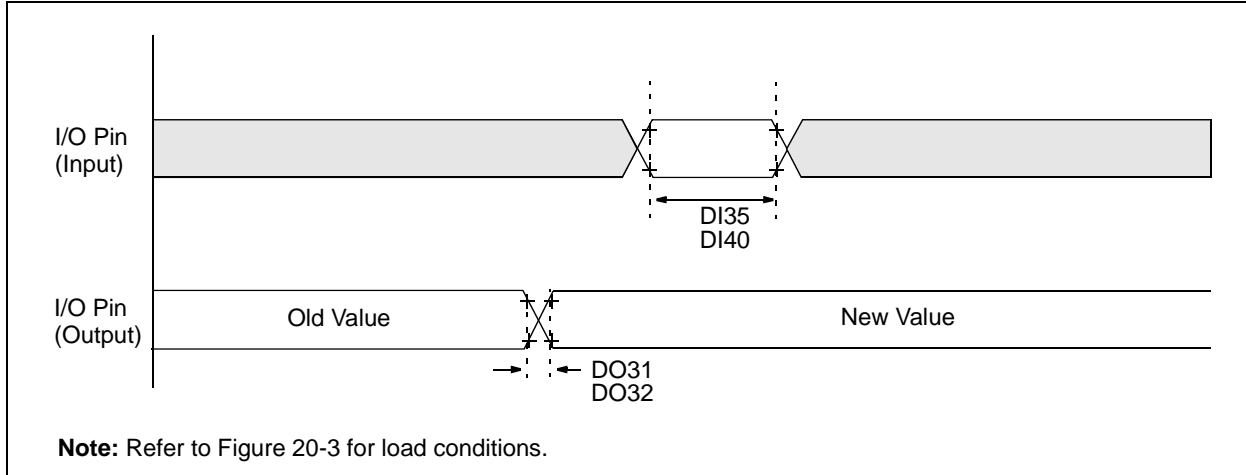 I/O Pin
(Input)
DI35
DI40
I/O Pin
(Output)
Old Value
New Value
DO31
DO32
Note: Refer to Figure 20-3 for load conditions.